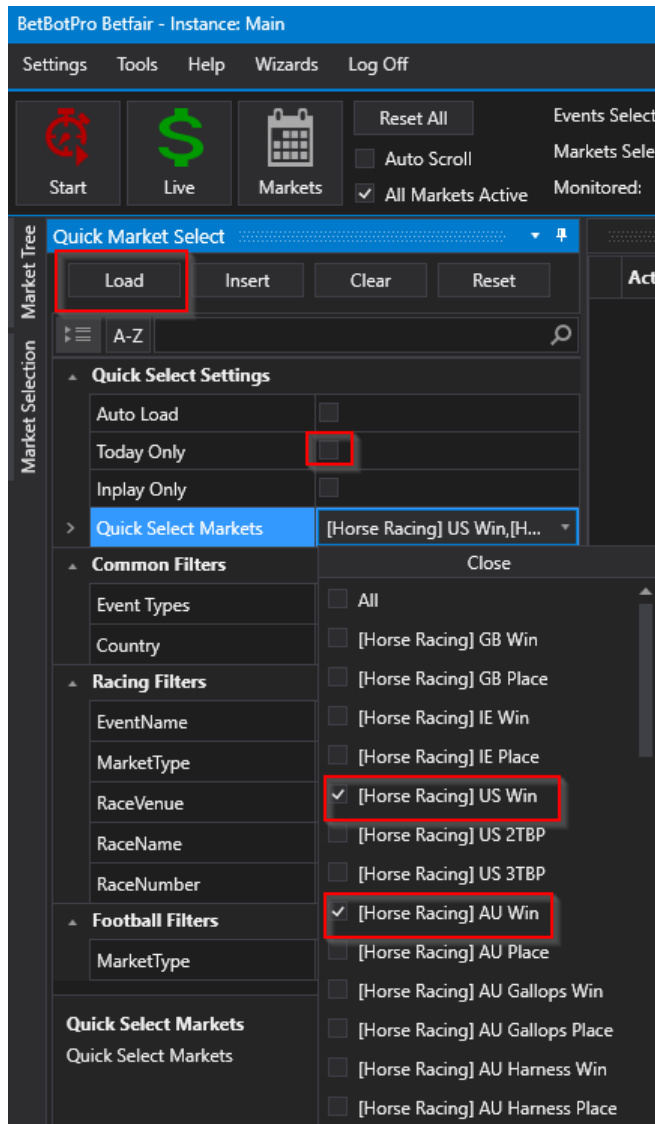 BetBotPro Betfair - Instance: Main
Settings Tools Help Wizards Log Off
Start
Live
Markets
Reset All
Auto Scroll
All Markets Active
Events Select
Markets Sele
Monitored:
Market Tree
Market Selection
Quick Market Select
Load Insert Clear Reset
A-Z
Act
Quick Select Settings
Auto Load
Today Only
Inplay Only
Quick Select Markets [Horse Racing] US Win,[H...
Common Filters
Event Types
Country
Racing Filters
EventName
MarketType
RaceVenue
RaceName
RaceNumber
Football Filters
MarketType
Quick Select Markets
Quick Select Markets
Close
All
[Horse Racing] GB Win
[Horse Racing] GB Place
[Horse Racing] IE Win
[Horse Racing] IE Place
[Horse Racing] US Win
[Horse Racing] US 2TBP
[Horse Racing] US 3TBP
[Horse Racing] AU Win
[Horse Racing] AU Place
[Horse Racing] AU Gallops Win
[Horse Racing] AU Gallops Place
[Horse Racing] AU Harness Win
[Horse Racing] AU Harness Place